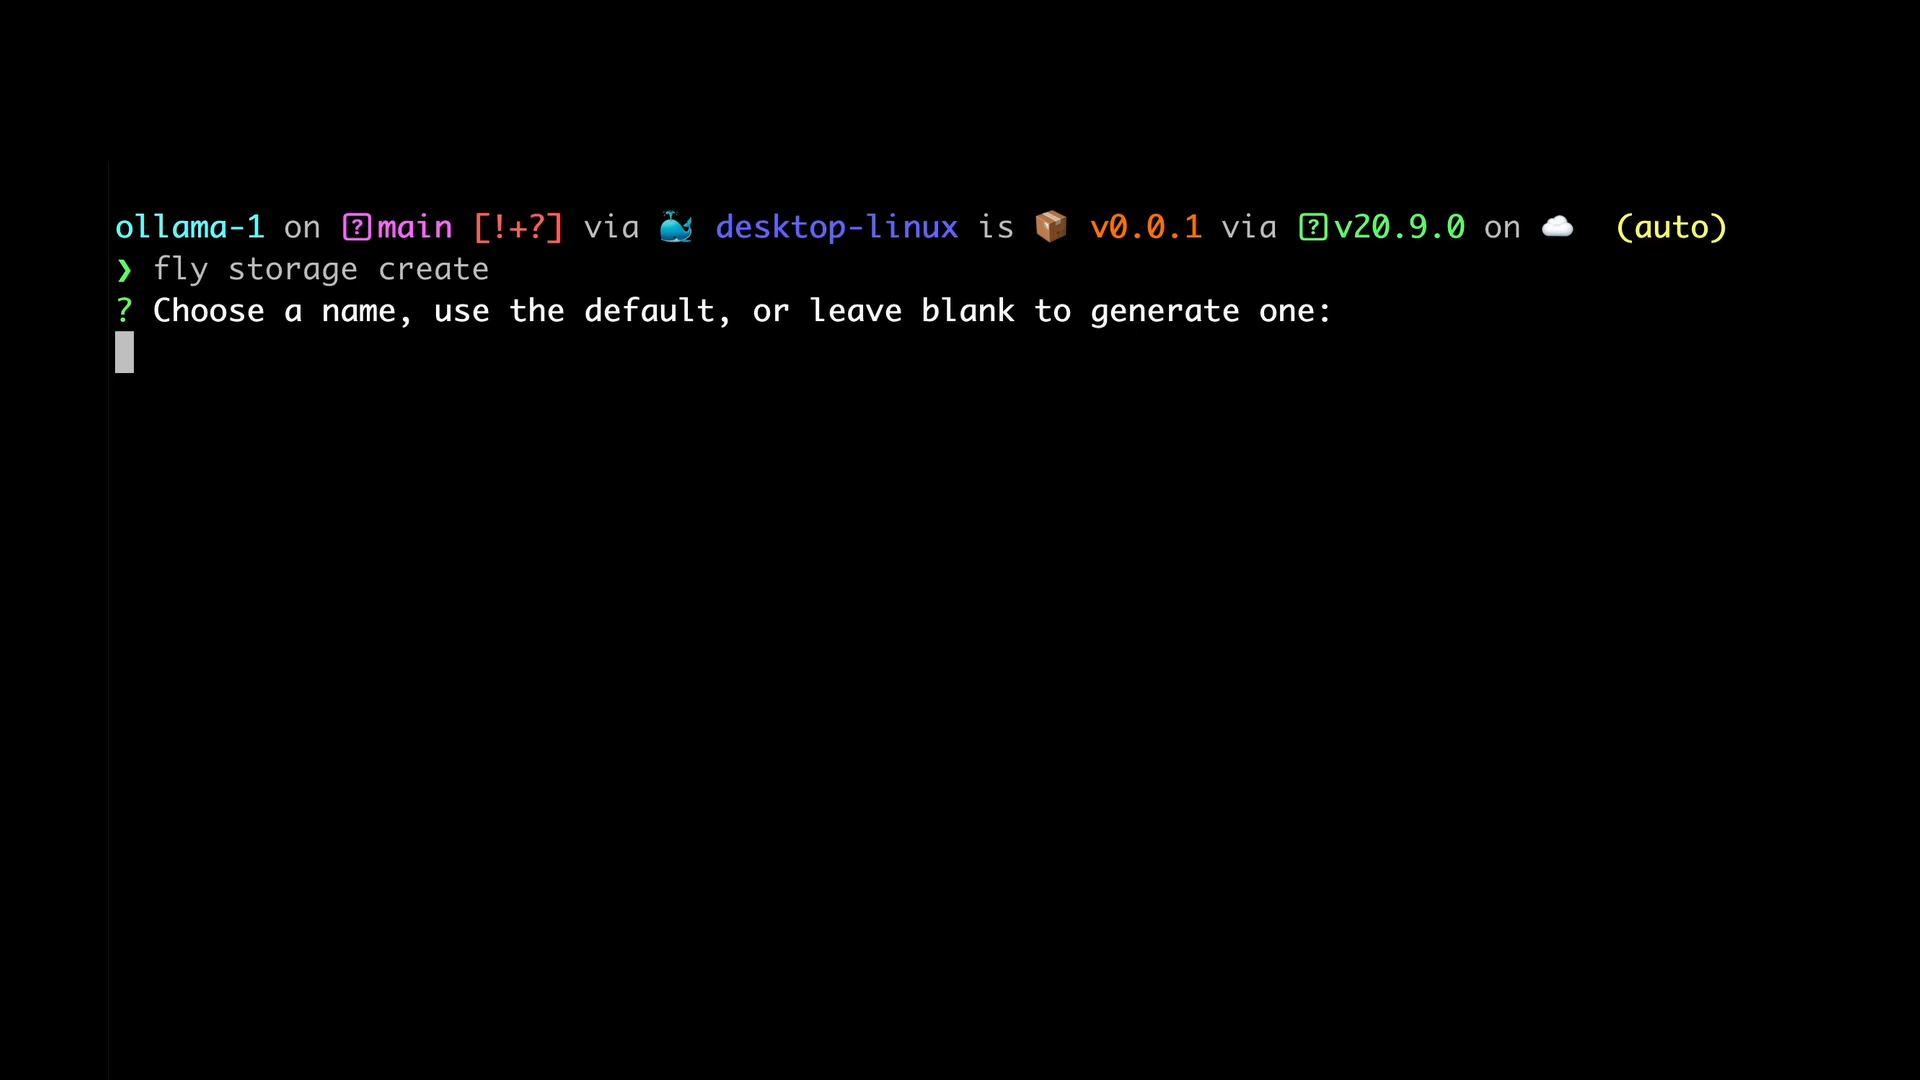 ollama-1 on main [!+?] via 🐳 desktop-linux is 📦 v0.0.1 via v20.9.0 on ☁️ (auto)
❯ fly storage create
? Choose a name, use the default, or leave blank to generate one: